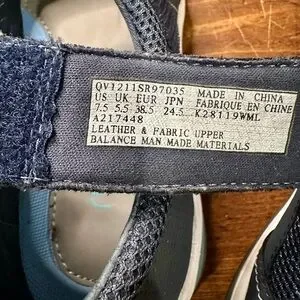 QV1211SR97035 MADE IN CHINA
US UK EUR JPN FABRIQUE EN CHINE
7.5 5.5 38.5 24.5 K28119WML
A217448
LEATHER & FABRIC UPPER
BALANCE MAN MADE MATERIALS